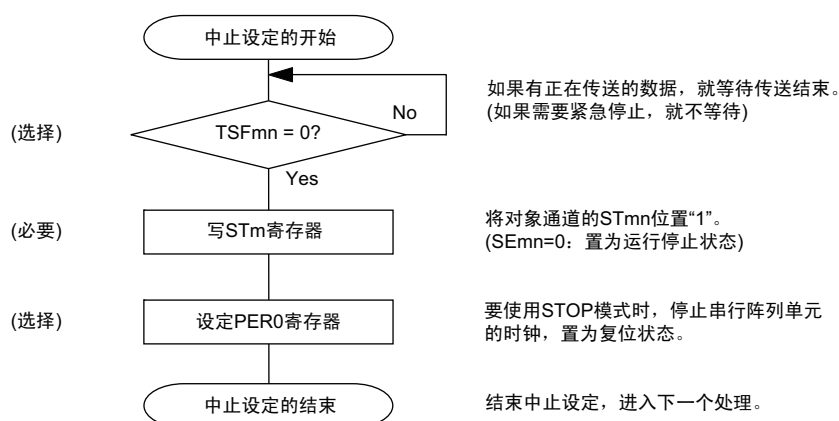 中止设定的开始
如果有正在传送的数据，就等待传送结束。
(如果需要紧急停止，就不等待)
No
(选择)
TSFmn = 0?
Yes
(必要)
写STm寄存器
将对象通道的STmn位置“1”。
(SEmn=0：置为运行停止状态)
(选择)
设定PER0寄存器
要使用STOP模式时，停止串行阵列单元
的时钟，置为复位状态。
中止设定的结束
结束中止设定，进入下一个处理。